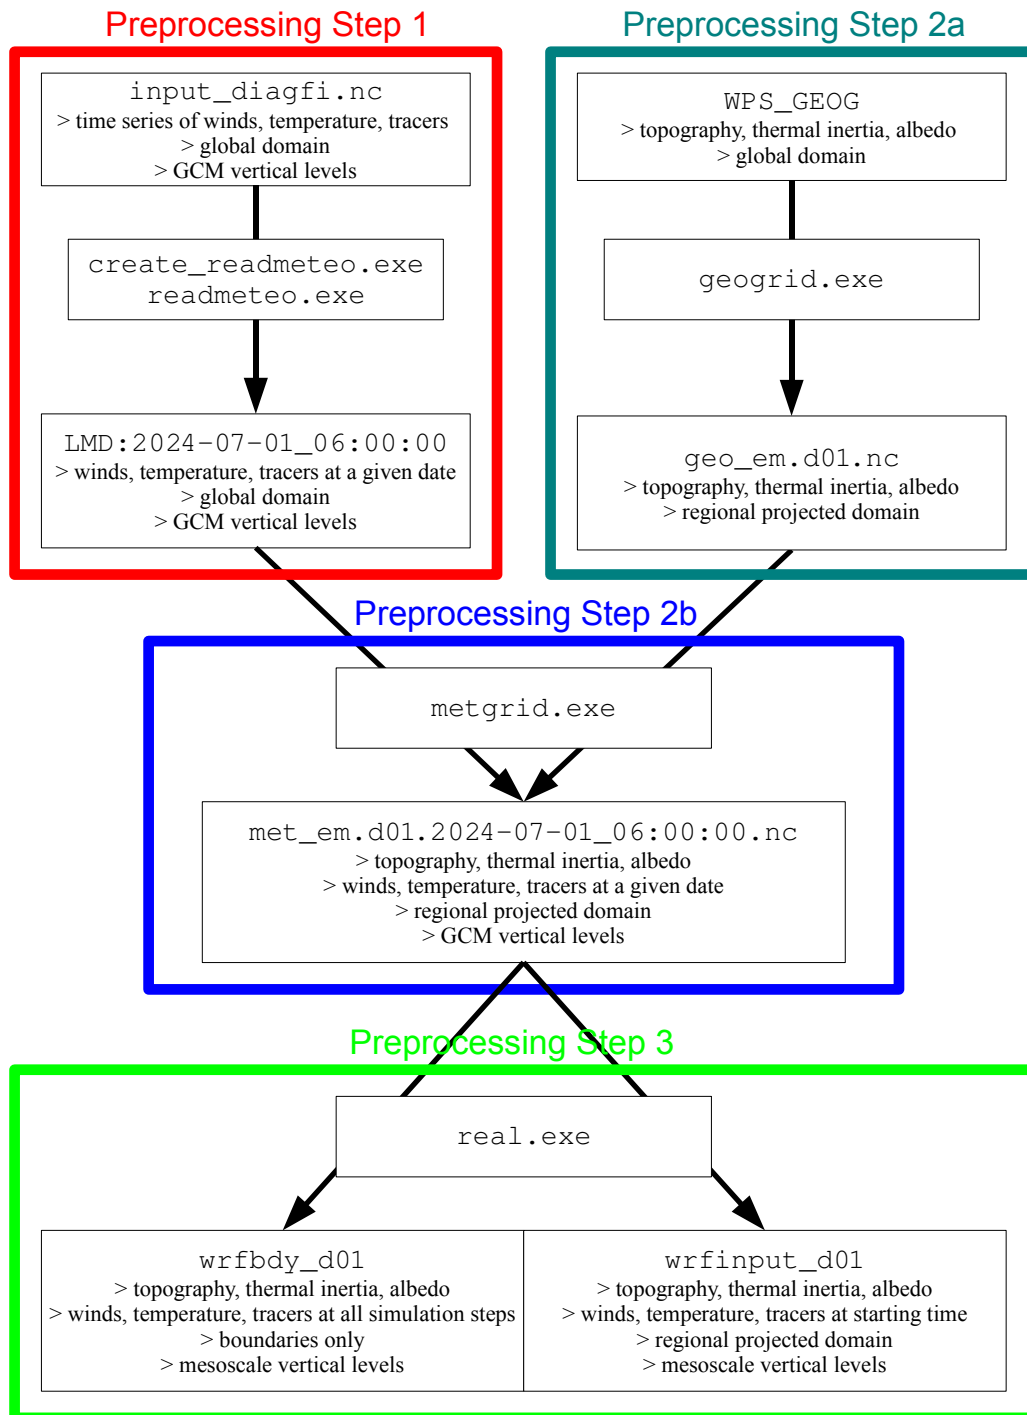 Preprocessing Step 1
input_diagfi.nc
> time series of winds, temperature, tracers
> global domain
> GCM vertical levels
create_readmeteo.exe
readmeteo.exe
LMD:2024-07-01_06:00:00
> winds, temperature, tracers at a given date
> global domain
> GCM vertical levels
Preprocessing Step 2a
WPS_GEOG
> topography, thermal inertia, albedo
> global domain
geogrid.exe
geo_em.d01.nc
> topography, thermal inertia, albedo
> regional projected domain
Preprocessing Step 2b
metgrid.exe
met_em.d01.2024-07-01_06:00:00.nc
> topography, thermal inertia, albedo
> winds, temperature, tracers at a given date
> regional projected domain
> GCM vertical levels
Preprocessing Step 3
real.exe
wrfbdy_d01
> topography, thermal inertia, albedo
> winds, temperature, tracers at all simulation steps
> boundaries only
> mesoscale vertical levels
wrfinput_d01
> topography, thermal inertia, albedo
> winds, temperature, tracers at starting time
> regional projected domain
> mesoscale vertical levels